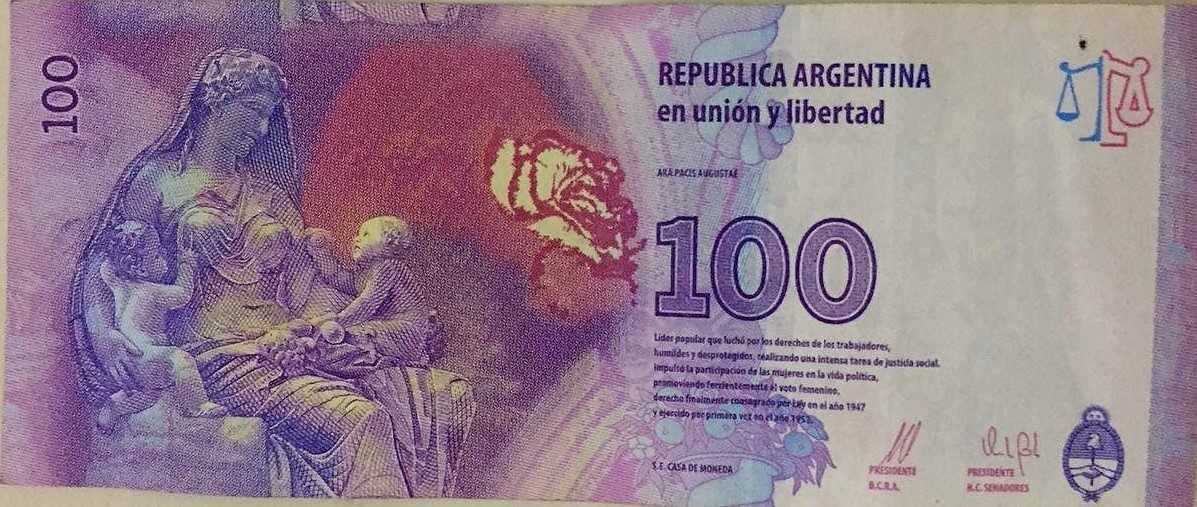 100
REPUBLICA ARGENTINA
en unión y libertad
ARA PACIS AUGUSTAE
100
Líder popular que luchó por los derechos de los trabajadores,
humildes y desprotegidos, realizando una intensa tarea de justicia social.
Impulsó la participación de las mujeres en la vida política,
promoviendo fervientemente el voto femenino,
derecho finalmente consagrado por Ley en el año 1947
y ejercido por primera vez en el año 1951.
S.E. CASA DE MONEDA
PRESIDENTE
B.C.R.A.
PRESIDENTE
H.C. SENADORES